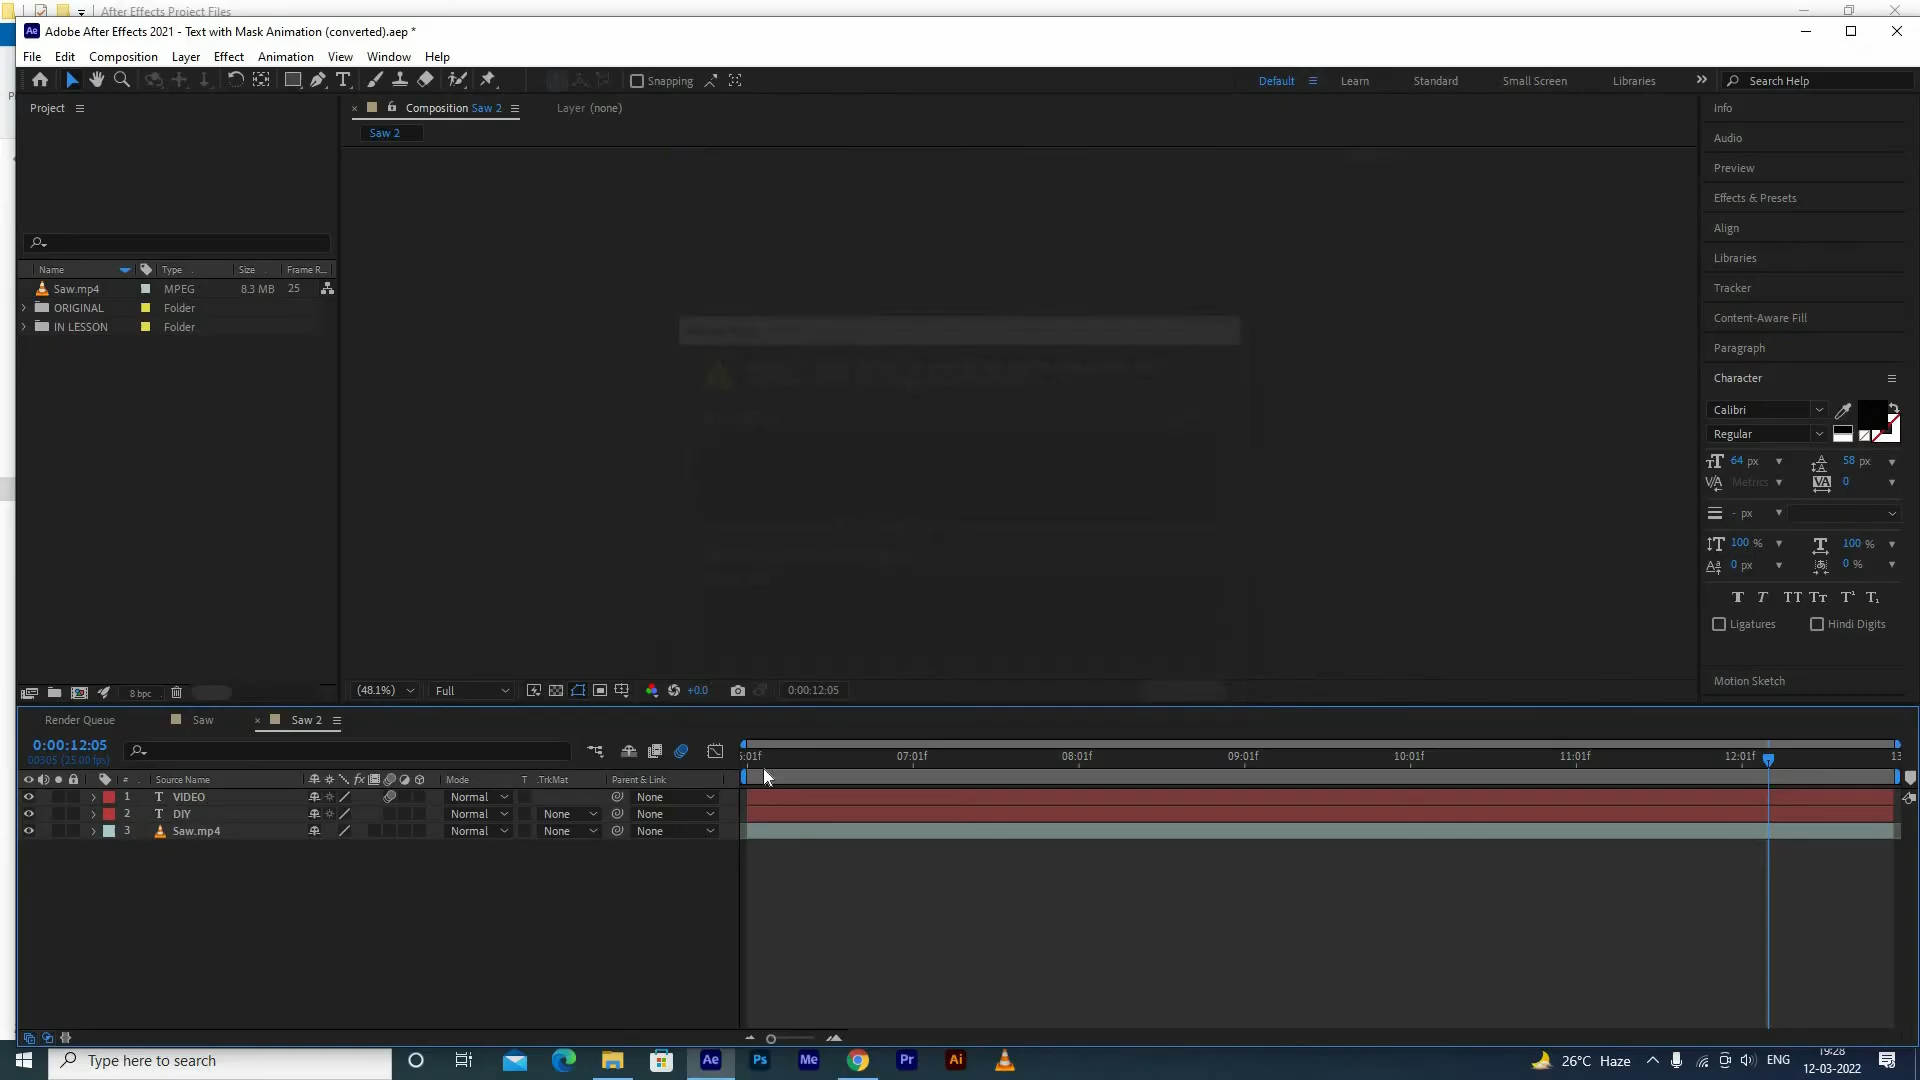 After Effects Project Files
Adobe After Effects 2021 - Text with Mask Animation (converted).aep *
File Edit Composition Layer Effect Animation View Window Help
Snapping Default Learn Standard Small Screen Libraries Search Help
Project Composition Saw 2 Layer (none) Info
Saw 2 Audio
Preview
Effects & Presets
Align
Libraries
Name Type Size Frame R...
Saw.mp4 MPEG 8.3 MB 25
ORIGINAL Folder
IN LESSON Folder
Tracker
Content-Aware Fill
Paragraph
Character
Calibri
Regular
64 px 58 px
Metrics 0
- px
100 % 100 %
0 px 0 %
Ligatures Hindi Digits
Motion Sketch
8 bpc (48.1%) Full +0.0 0:00:12:05
Render Queue Saw Saw 2
0:00:12:05
00305 (25.00 fps)
5:01f 07:01f 08:01f 09:01f 10:01f 11:01f 12:01f 13
# Source Name Mode T .TrkMat Parent & Link
1 VIDEO Normal None
2 DIY Normal None None
3 Saw.mp4 Normal None None
Type here to search Ae Ps Me Pr Ai 26°C Haze ENG 19:28
12-03-2022